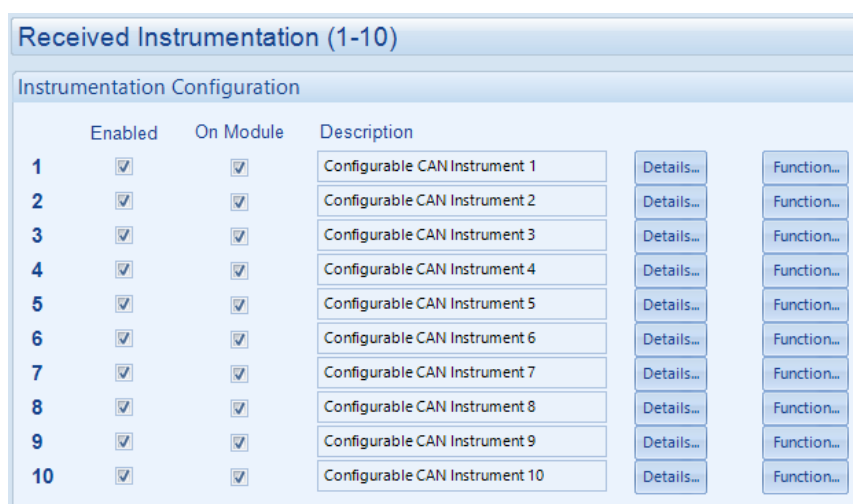 Received Instrumentation (1-10)
Instrumentation Configuration
Enabled On Module Description
1 Configurable CAN Instrument 1 Details... Function...
2 Configurable CAN Instrument 2 Details... Function...
3 Configurable CAN Instrument 3 Details... Function...
4 Configurable CAN Instrument 4 Details... Function...
5 Configurable CAN Instrument 5 Details... Function...
6 Configurable CAN Instrument 6 Details... Function...
7 Configurable CAN Instrument 7 Details... Function...
8 Configurable CAN Instrument 8 Details... Function...
9 Configurable CAN Instrument 9 Details... Function...
10 Configurable CAN Instrument 10 Details... Function...